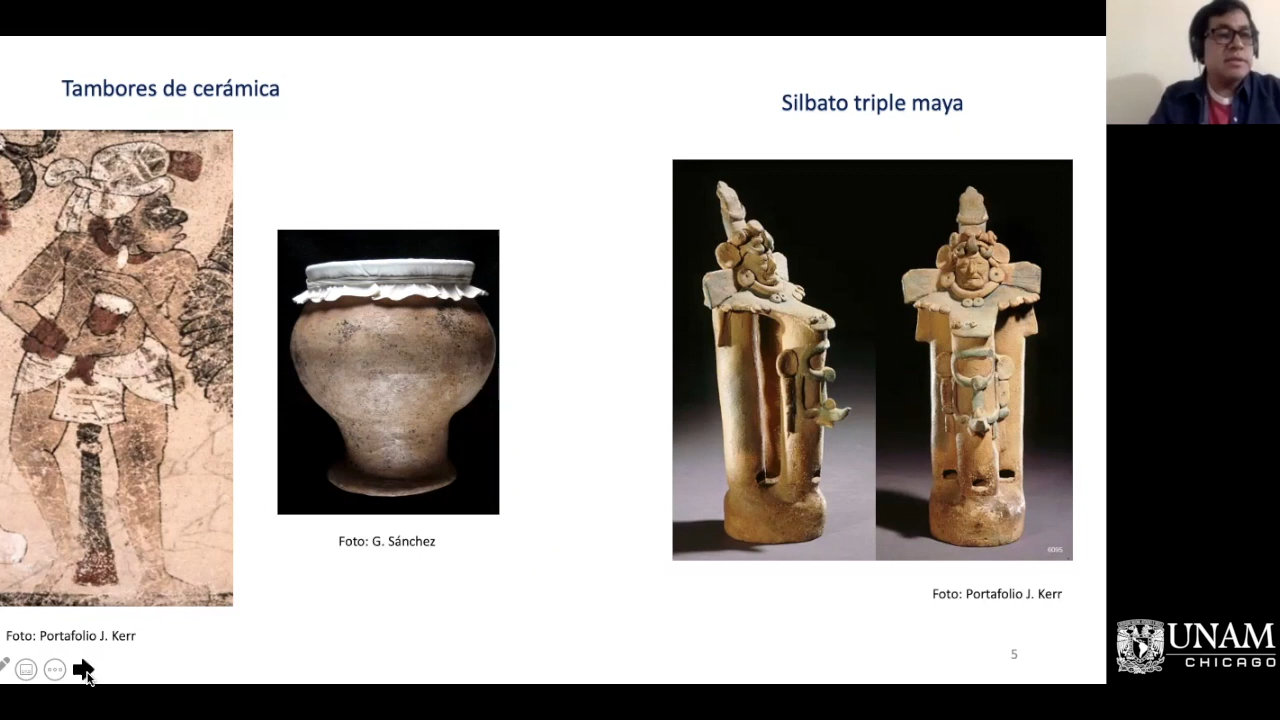 Tambores de cerámica
Silbato triple maya
Foto: G. Sánchez
Foto: Portafolio J. Kerr
Foto: Portafolio J. Kerr
5
UNAM
CHICAGO